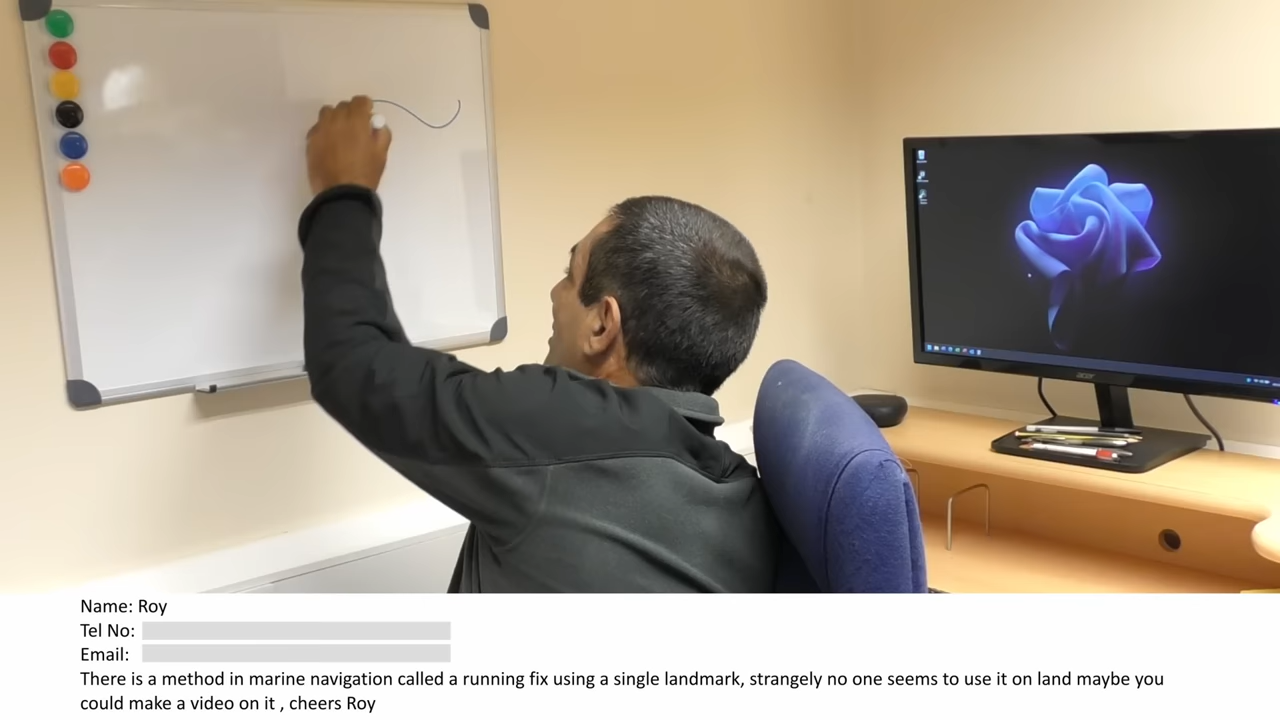 acer
Name: Roy
Tel No:
Email:
There is a method in marine navigation called a running fix using a single landmark, strangely no one seems to use it on land maybe you
could make a video on it , cheers Roy